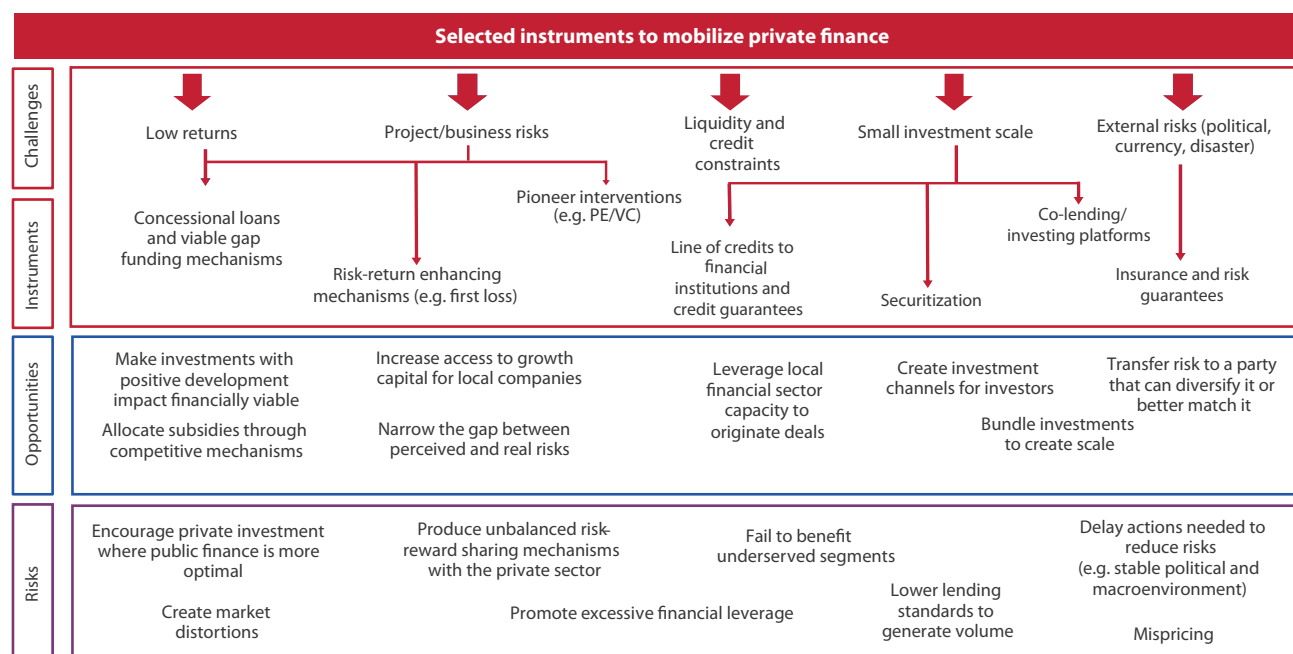 Selected instruments to mobilize private finance
Challenges
Low returns
Project/business risks
Liquidity and
credit
constraints
Small investment scale
External risks (political,
currency, disaster)
Instruments
Concessional loans
and viable gap
funding mechanisms
Risk-return enhancing
mechanisms (e.g. first loss)
Pioneer interventions
(e.g. PE/VC)
Line of credits to
financial
institutions and
credit guarantees
Securitization
Co-lending/
investing platforms
Insurance and risk
guarantees
Opportunities
Make investments with
positive development
impact financially viable
Allocate subsidies through
competitive mechanisms
Increase access to growth
capital for local companies
Narrow the gap between
perceived and real risks
Leverage local
financial sector
capacity to
originate deals
Create investment
channels for investors
Bundle investments
to create scale
Transfer risk to a party
that can diversify it or
better match it
Risks
Encourage private investment
where public finance is more
optimal
Create market
distortions
Produce unbalanced risk-
reward sharing mechanisms
with the private sector
Promote excessive financial leverage
Fail to benefit
underserved segments
Lower lending
standards to
generate volume
Delay actions needed to
reduce risks
(e.g. stable political and
macroenvironment)
Mispricing